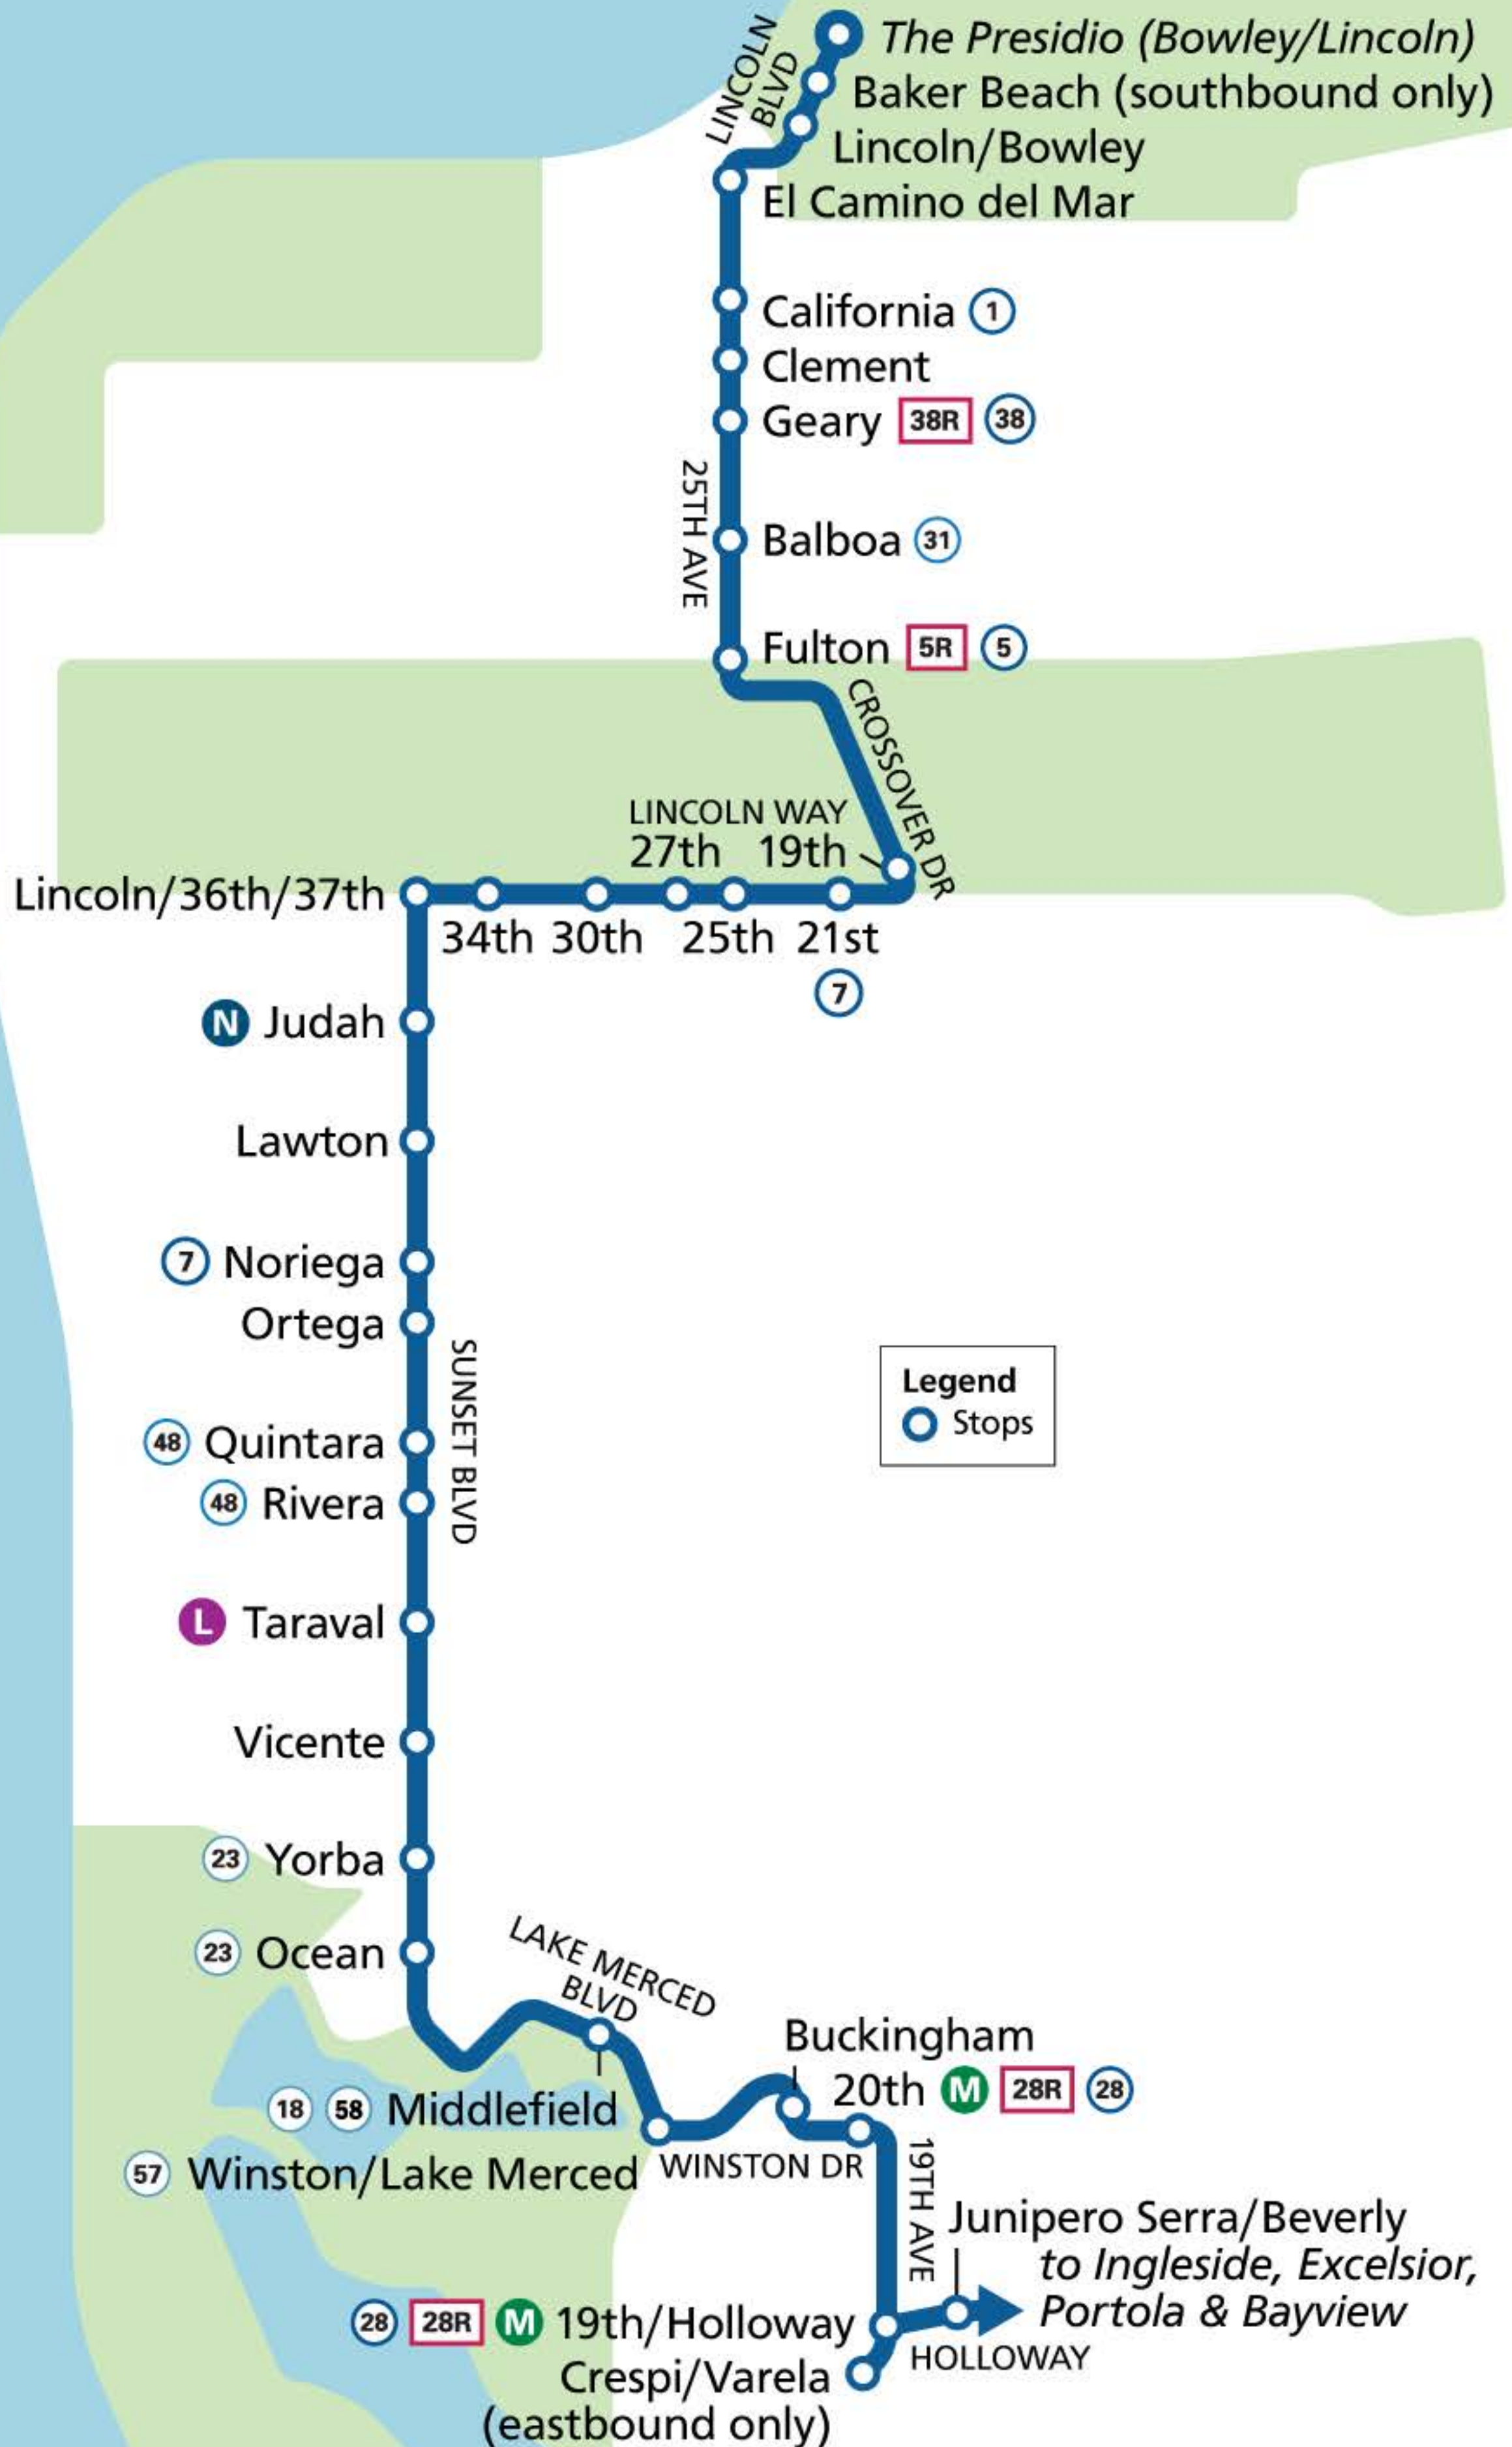 LINCOLN
BLVD
The Presidio (Bowley/Lincoln)
Baker Beach (southbound only)
Lincoln/Bowley
El Camino del Mar
California 1
Clement
Geary 38R 38
25TH AVE
Balboa 31
Fulton 5R 5
CROSSOVER DR
LINCOLN WAY
27th 19th
Lincoln/36th/37th
34th 30th 25th 21st
7
N Judah
Lawton
7 Noriega
Ortega
SUNSET BLVD
Legend
Stops
48 Quintara
48 Rivera
L Taraval
Vicente
23 Yorba
23 Ocean
LAKE MERCED
BLVD
Buckingham
20th M 28R 28
18 58 Middlefield
57 Winston/Lake Merced
WINSTON DR
19TH AVE
Junipero Serra/Beverly
to Ingleside, Excelsior,
Portola & Bayview
28 28R M 19th/Holloway
HOLLOWAY
Crespi/Varela
(eastbound only)